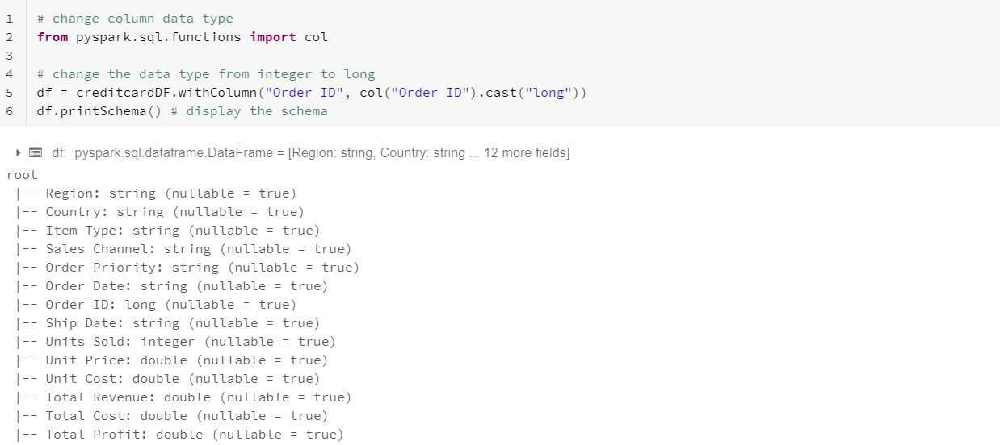 1 # change column data type
2 from pyspark.sql.functions import col
3
4 # change the data type from integer to long
5 df = creditcardDF.withColumn("Order ID", col("Order ID").cast("long"))
6 df.printSchema() # display the schema
df: pyspark.sql.dataframe.DataFrame = [Region: string, Country: string ... 12 more fields]
root
|-- Region: string (nullable = true)
|-- Country: string (nullable = true)
|-- Item Type: string (nullable = true)
|-- Sales Channel: string (nullable = true)
|-- Order Priority: string (nullable = true)
|-- Order Date: string (nullable = true)
|-- Order ID: long (nullable = true)
|-- Ship Date: string (nullable = true)
|-- Units Sold: integer (nullable = true)
|-- Unit Price: double (nullable = true)
|-- Unit Cost: double (nullable = true)
|-- Total Revenue: double (nullable = true)
|-- Total Cost: double (nullable = true)
|-- Total Profit: double (nullable = true)